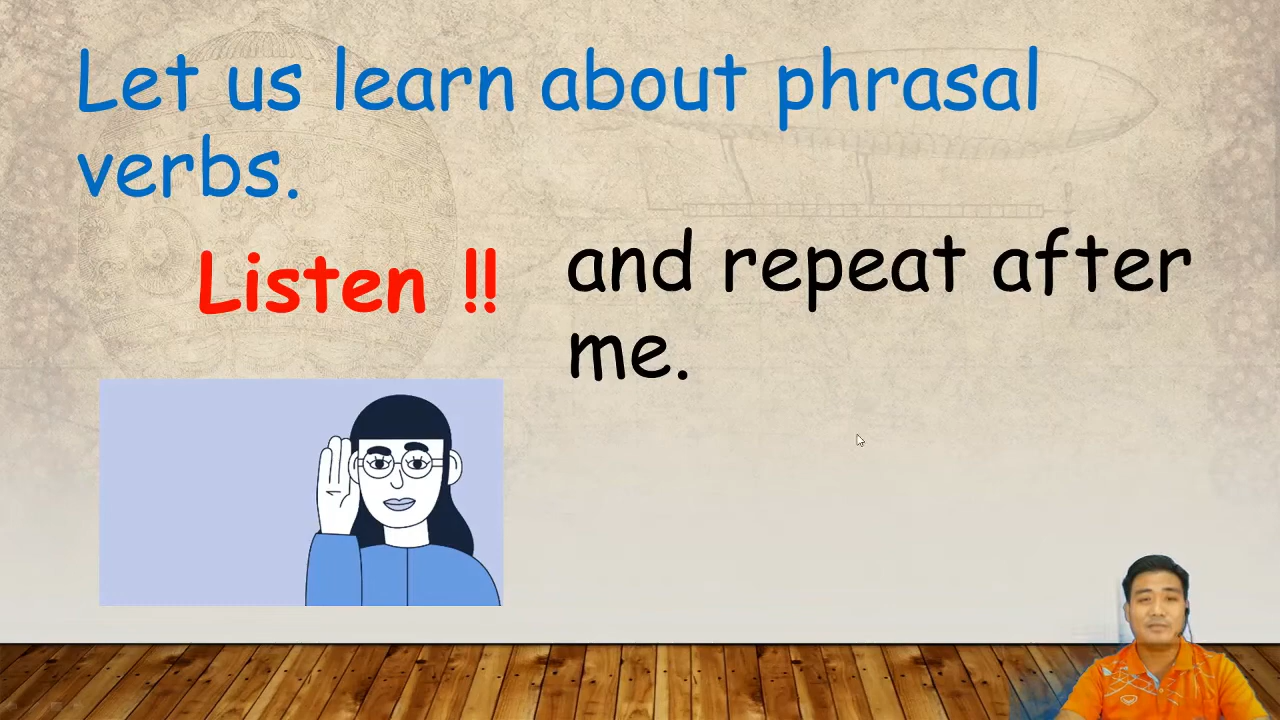 Let us learn about phrasal
verbs.
Listen !!
and repeat after
me.